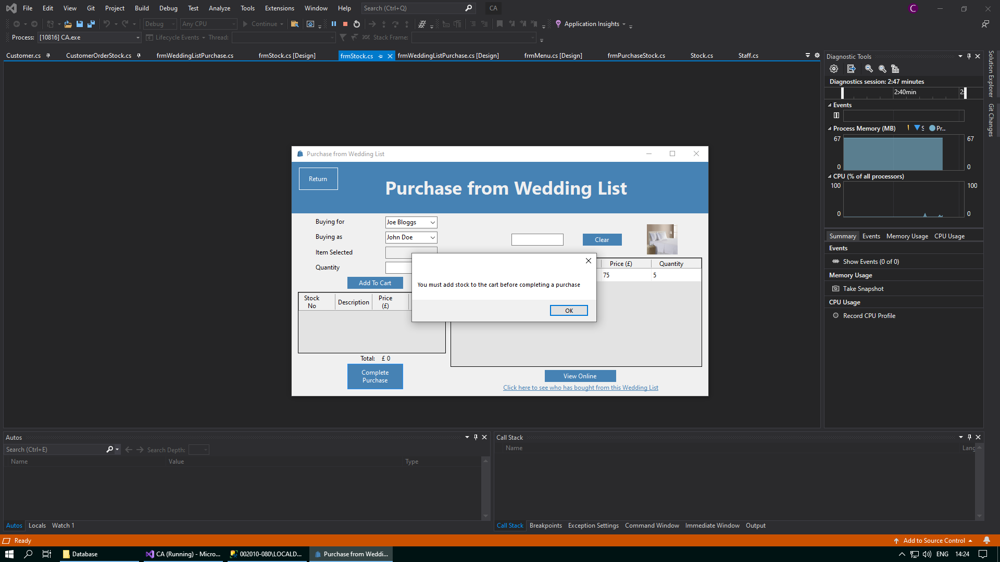 File Edit View Git Project Build Debug Test Analyze Tools Extensions Window Help Search (Ctrl+Q) CA C
Debug Any CPU Continue Application Insights
Process: [10816] CA.exe Lifecycle Events Thread: Stack Frame:
Customer.cs CustomerOrderStock.cs frmWeddingListPurchase.cs frmStock.cs [Design] frmStock.cs frmWeddingListPurchase.cs [Design] frmMenu.cs [Design] frmPurchaseStock.cs Stock.cs Staff.cs
Diagnostic Tools
Diagnostics session: 2:47 minutes
2:40min
Events
Process Memory (MB) S Pr...
67 67
0 0
CPU (% of all processors)
100 100
0 0
Summary Events Memory Usage CPU Usage
Events
Show Events (0 of 0)
Memory Usage
Take Snapshot
CPU Usage
Record CPU Profile
Solution Explorer
Git Changes
Purchase from Wedding List
Return
Purchase from Wedding List
Buying for Joe Bloggs
Buying as John Doe
Clear
Item Selected
Quantity
Add To Cart
Price (£) Quantity
75 5
You must add stock to the cart before completing a purchase
OK
Stock No Description Price (£)
Total: £ 0
Complete Purchase
View Online
Click here to see who has bought from this Wedding List
Autos
Search (Ctrl+E) Search Depth:
Name Value Type
Autos Locals Watch 1
Call Stack
Name Lang
Call Stack Breakpoints Exception Settings Command Window Immediate Window Output
Ready Add to Source Control
Database CA (Running) - Micro... 002010-080\LOCALD... Purchase from Weddi... ENG 14:24